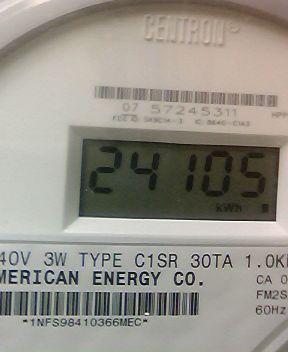 CENTRON
07 57245311
24105
kWh
40V 3W TYPE C1SR 30TA 1.0K
MERICAN ENERGY CO.
CA 0
FM2S
60Hz
*1NFS98410366MEC*